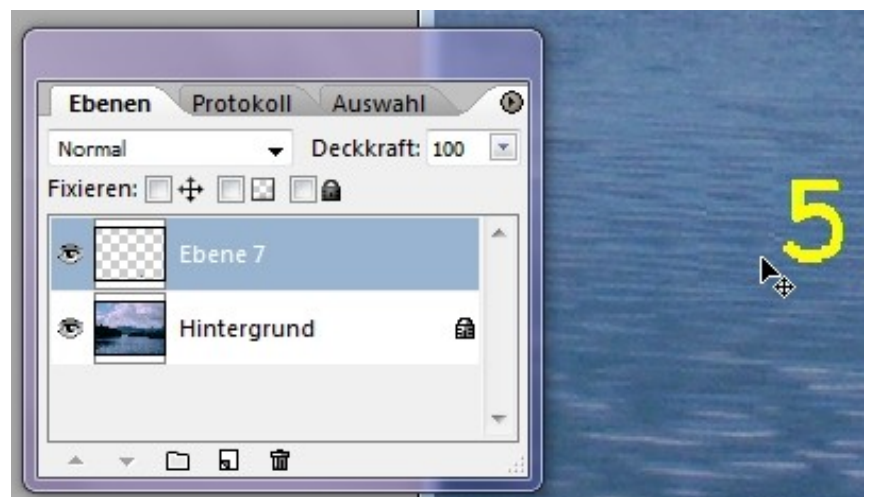 Ebenen Protokoll Auswahl
Normal Deckkraft: 100
Fixieren:
Ebene 7
Hintergrund
5